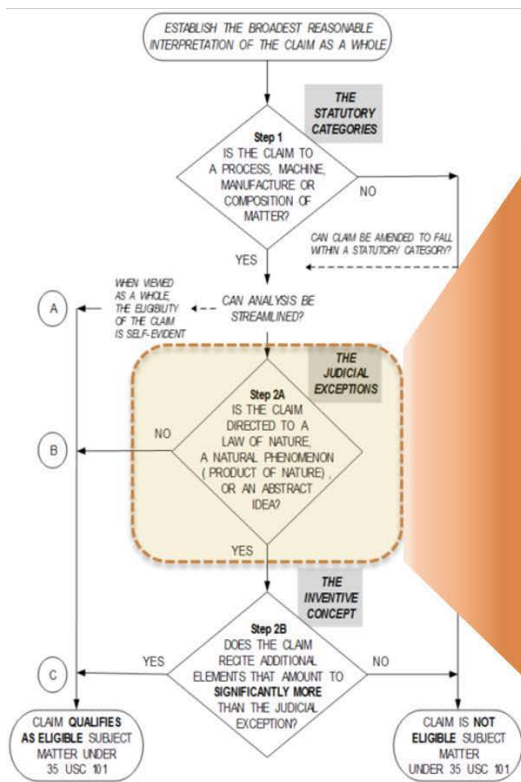 ESTABLISH THE BROADEST REASONABLE
INTERPRETATION OF THE CLAIM AS A WHOLE
THE
STATUTORY
CATEGORIES
Step 1
IS THE CLAIM TO
A PROCESS, MACHINE,
MANUFACTURE OR
COMPOSITION OF
MATTER?
NO
YES
CAN CLAIM BE AMENDED TO FALL
WITHIN A STATUTORY CATEGORY?
WHEN VIEWED
AS A WHOLE,
THE ELIGIBILITY
OF THE CLAIM
IS SELF-EVIDENT
A
CAN ANALYSIS BE
STREAMLINED?
THE
JUDICIAL
EXCEPTIONS
Step 2A
IS THE CLAIM
DIRECTED TO A
LAW OF NATURE,
A NATURAL PHENOMENON
( PRODUCT OF NATURE) ,
OR AN ABSTRACT
IDEA?
NO
B
YES
THE
INVENTIVE
CONCEPT
Step 2B
DOES THE CLAIM
RECITE ADDITIONAL
ELEMENTS THAT AMOUNT TO
SIGNIFICANTLY MORE
THAN THE JUDICIAL
EXCEPTION?
YES
NO
C
CLAIM QUALIFIES
AS ELIGIBLE SUBJECT
MATTER UNDER
35 USC 101
CLAIM IS NOT
ELIGIBLE SUBJECT
MATTER
UNDER 35 USC 101